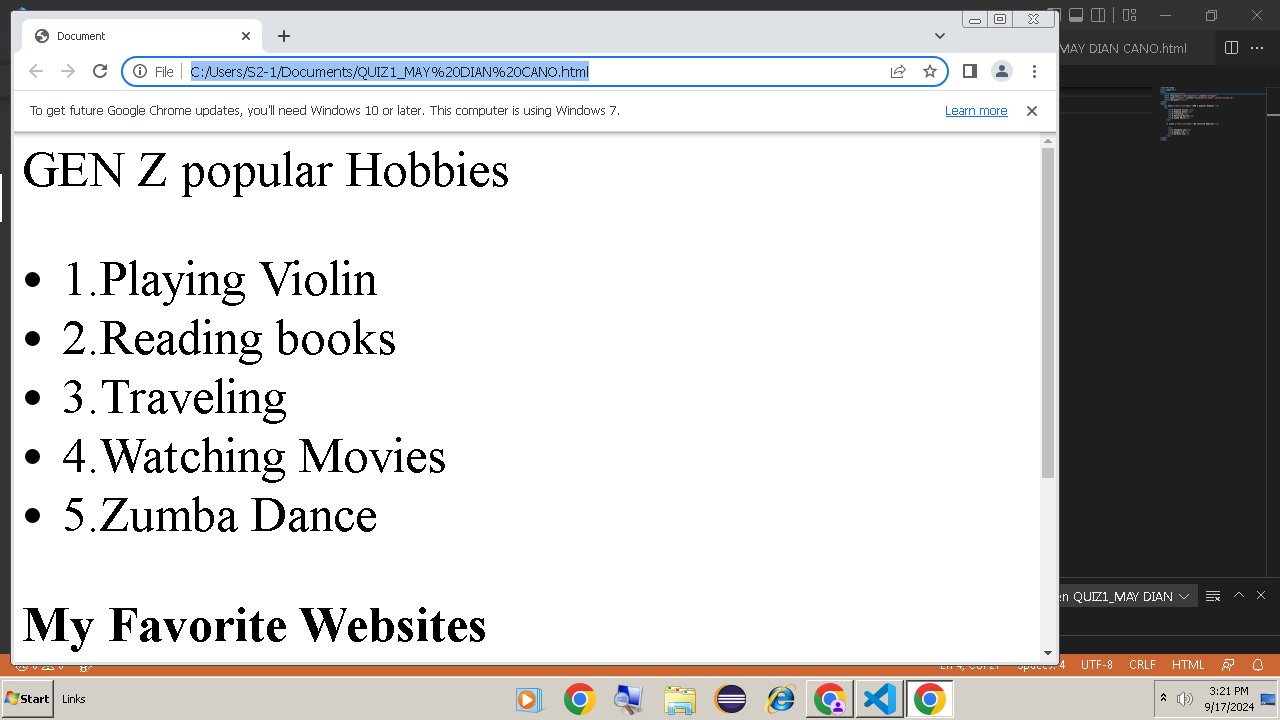 Document
MAY DIAN CANO.html
File
C:/Users/S2-1/Documents/QUIZ1_MAY%20DIAN%20CANO.html
To get future Google Chrome updates, you'll need Windows 10 or later. This computer is using Windows 7.
Learn more
GEN Z popular Hobbies
1.Playing Violin
2.Reading books
3.Traveling
4.Watching Movies
5.Zumba Dance
My Favorite Websites
en QUIZ1_MAY DIAN
UTF-8 CRLF HTML
Start
Links
3:21 PM
9/17/2024